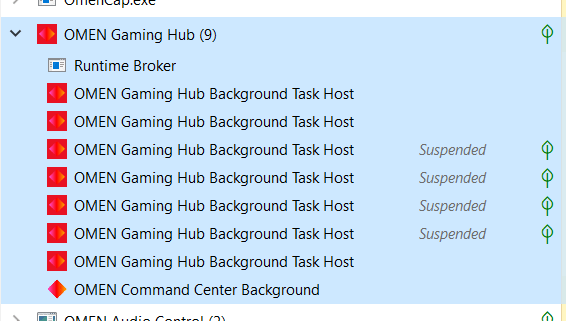 OmenCap.exe
OMEN Gaming Hub (9)
Runtime Broker
OMEN Gaming Hub Background Task Host
OMEN Gaming Hub Background Task Host
OMEN Gaming Hub Background Task Host Suspended
OMEN Gaming Hub Background Task Host Suspended
OMEN Gaming Hub Background Task Host Suspended
OMEN Gaming Hub Background Task Host Suspended
OMEN Gaming Hub Background Task Host
OMEN Command Center Background
OMEN Audio Control (2)